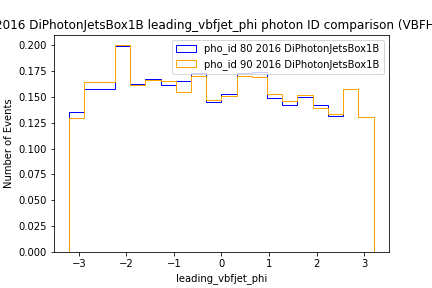 2016 DiPhotonJetsBox1B leading_vbfjet_phi photon ID comparison (VBFH
pho_id 80 2016 DiPhotonJetsBox1B
pho_id 90 2016 DiPhotonJetsBox1B
Number of Events
0.200
0.175
0.150
0.125
0.100
0.075
0.050
0.025
0.000
−3 −2 −1 0 1 2 3
leading_vbfjet_phi